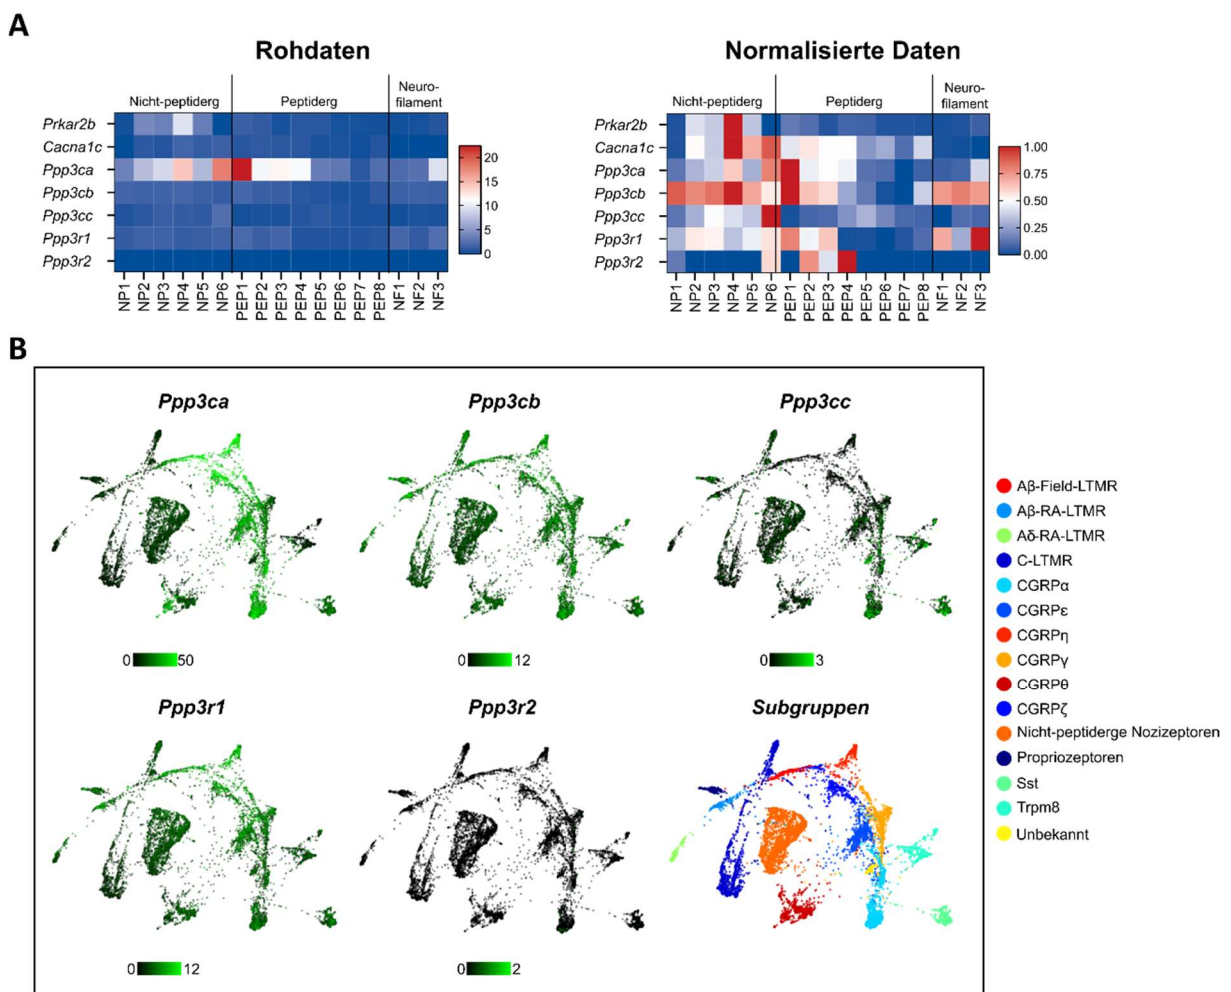 A
Rohdaten
Normalisierte Daten
Nicht-peptiderg
Peptiderg
Neuro-
filament
Nicht-peptiderg
Peptiderg
Neuro-
filament
Prkar2b
Cacna1c
Ppp3ca
Ppp3cb
Ppp3cc
Ppp3r1
Ppp3r2
20
15
10
5
0
NP1 NP2 NP3 NP4 NP5 NP6 PEP1 PEP2 PEP3 PEP4 PEP5 PEP6 PEP7 PEP8 NF1 NF2 NF3
Prkar2b
Cacna1c
Ppp3ca
Ppp3cb
Ppp3cc
Ppp3r1
Ppp3r2
1.00
0.75
0.50
0.25
0.00
NP1 NP2 NP3 NP4 NP5 NP6 PEP1 PEP2 PEP3 PEP4 PEP5 PEP6 PEP7 PEP8 NF1 NF2 NF3
B
Ppp3ca
Ppp3cb
Ppp3cc
0 50
0 12
0 3
Ppp3r1
Ppp3r2
Subgruppen
0 12
0 2
Aβ-Field-LTMR
Aβ-RA-LTMR
Aδ-RA-LTMR
C-LTMR
CGRPα
CGRPε
CGRPη
CGRPγ
CGRPθ
CGRPζ
Nicht-peptiderge Nozizeptoren
Propriozeptoren
Sst
Trpm8
Unbekannt